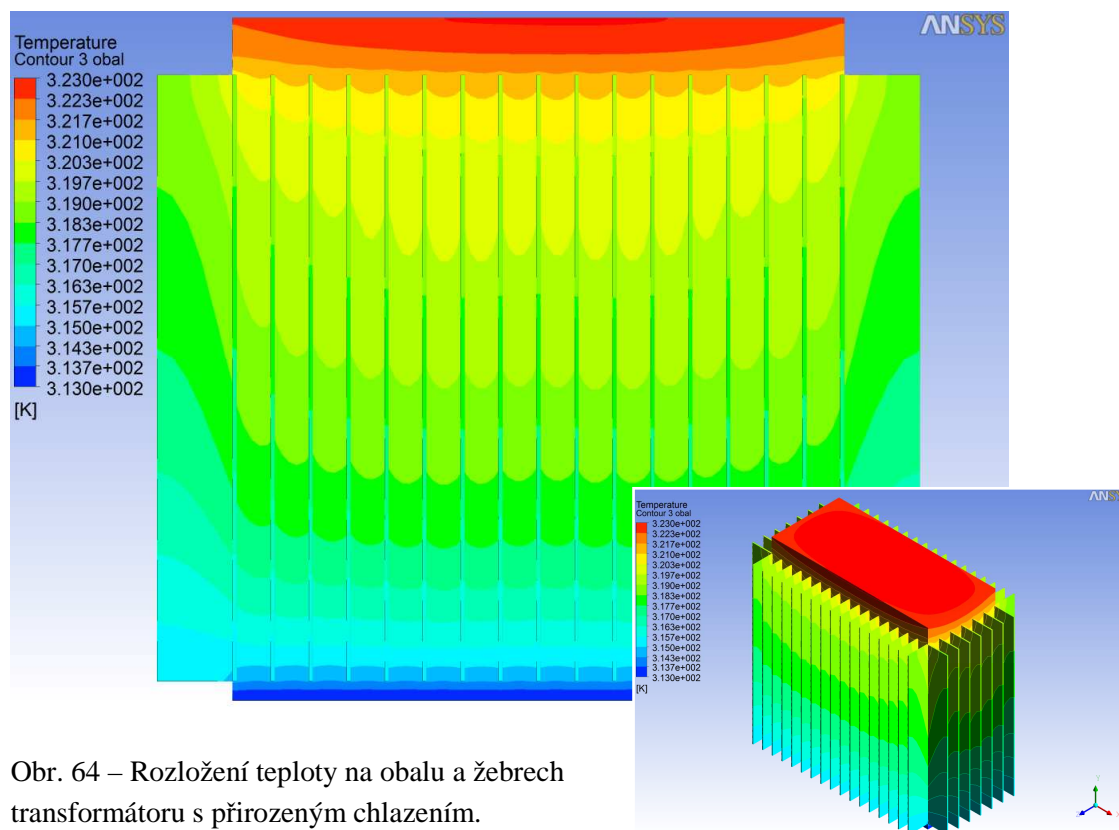 ANSYS
Temperature
Contour 3 obal
3.230e+002
3.223e+002
3.217e+002
3.210e+002
3.203e+002
3.197e+002
3.190e+002
3.183e+002
3.177e+002
3.170e+002
3.163e+002
3.157e+002
3.150e+002
3.143e+002
3.137e+002
3.130e+002
[K]
ANS
Temperature
Contour 3 obal
3.230e+002
3.223e+002
3.217e+002
3.210e+002
3.203e+002
3.197e+002
3.190e+002
3.183e+002
3.177e+002
3.170e+002
3.163e+002
3.157e+002
3.150e+002
3.143e+002
3.137e+002
3.130e+002
[K]
Y
Obr. 64 – Rozložení teploty na obalu a žebrech
transformátoru s přirozeným chlazením.